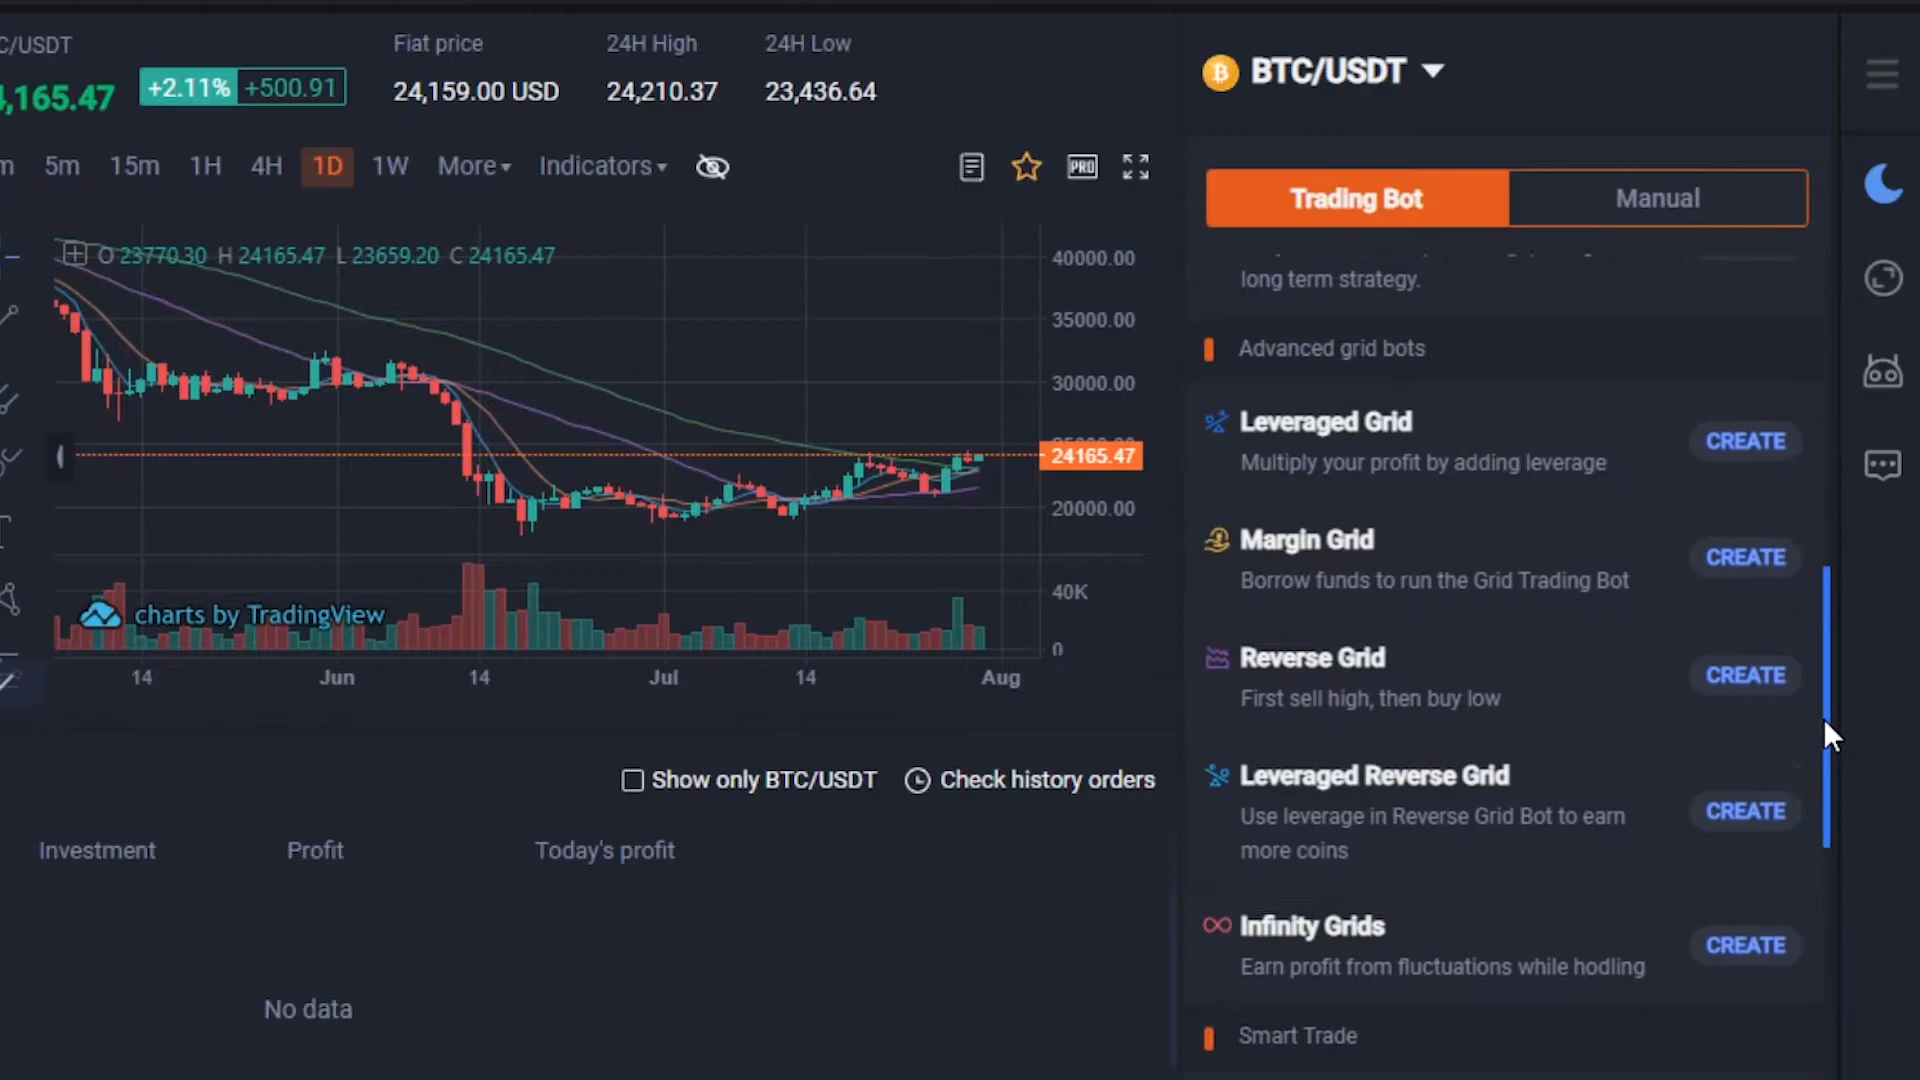 C/USDT
4,165.47
+2.11% +500.91
Fiat price
24,159.00 USD
24H High
24,210.37
24H Low
23,436.64
m 5m 15m 1H 4H 1D 1W More Indicators
PRO
O 23770.30 H 24165.47 L 23659.20 C 24165.47
40000.00
35000.00
30000.00
24165.47
20000.00
40K
0
charts by TradingView
14 Jun 14 Jul 14 Aug
Show only BTC/USDT Check history orders
Investment Profit Today's profit
No data
BTC/USDT
Trading Bot Manual
long term strategy.
Advanced grid bots
Leveraged Grid
Multiply your profit by adding leverage
CREATE
Margin Grid
Borrow funds to run the Grid Trading Bot
CREATE
Reverse Grid
First sell high, then buy low
CREATE
Leveraged Reverse Grid
Use leverage in Reverse Grid Bot to earn
more coins
CREATE
Infinity Grids
Earn profit from fluctuations while hodling
CREATE
Smart Trade